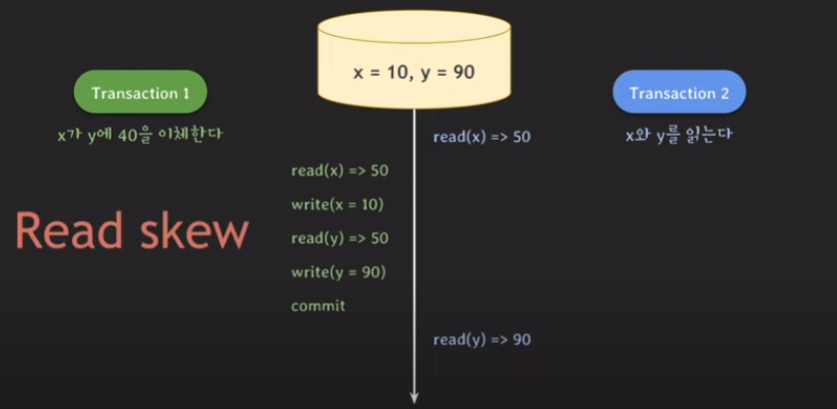 x = 10, y = 90
Transaction 1
Transaction 2
x가 y에 40을 이체한다
read(x) => 50
x와 y를 읽는다
read(x) => 50
write(x = 10)
Read skew
read(y) => 50
write(y = 90)
commit
read(y) => 90